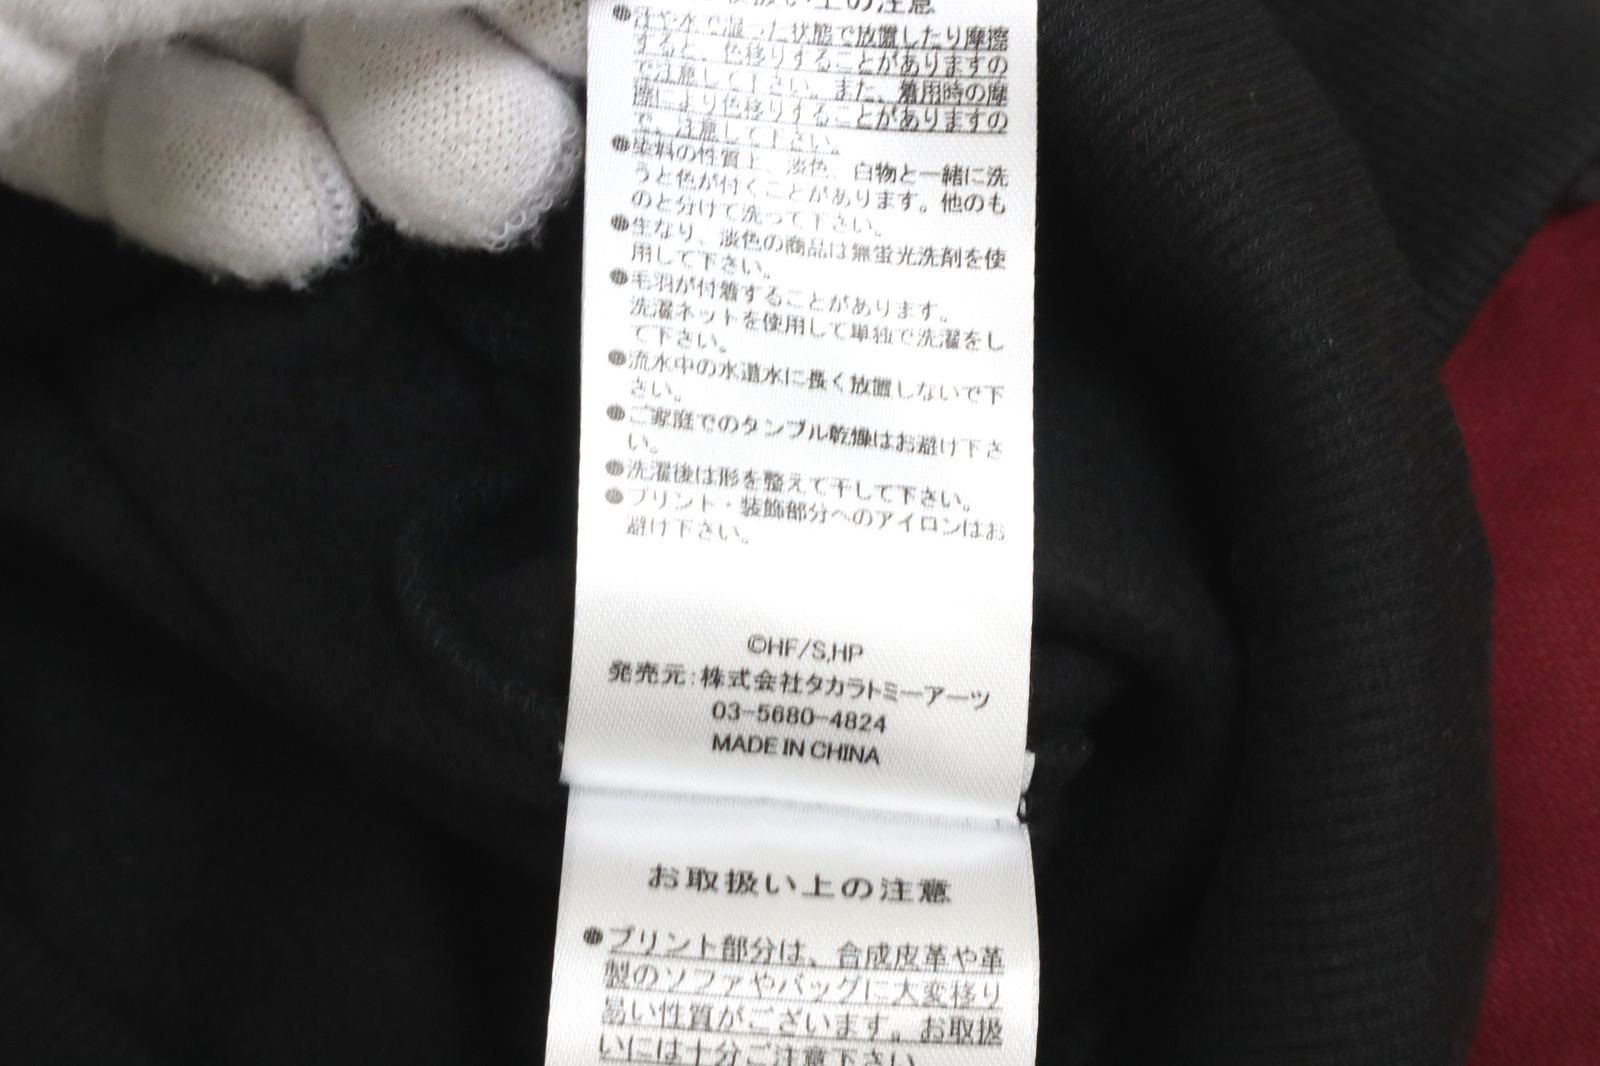 お取扱い上の注意
●汗や水で湿った状態で放置したり摩擦
すると、色移りすることがありますの
で注意して下さい。また、着用時の摩
擦により色移りすることがありますの
で、注意して下さい。
●染料の性質上、淡色、白物と一緒に洗
うと色が付くことがあります。他のも
のと分けて洗って下さい。
●生なり、淡色の商品は無蛍光洗剤を使
用して下さい。
●毛羽が付着することがあります。
洗濯ネットを使用して単独で洗濯をし
て下さい。
●流水中の水道水に長く放置しないで下
さい。
●ご家庭でのタンブル乾燥はお避け下さ
い。
●洗濯後は形を整えて干して下さい。
●プリント・装飾部分へのアイロンはお
避け下さい。
©HF/S,HP
発売元:株式会社タカラトミーアーツ
03-5680-4824
MADE IN CHINA
お取扱い上の注意
●プリント部分は、合成皮革や革
製のソファやバッグに大変移り
易い性質がございます。お取扱
いには十分ご注意下さい。